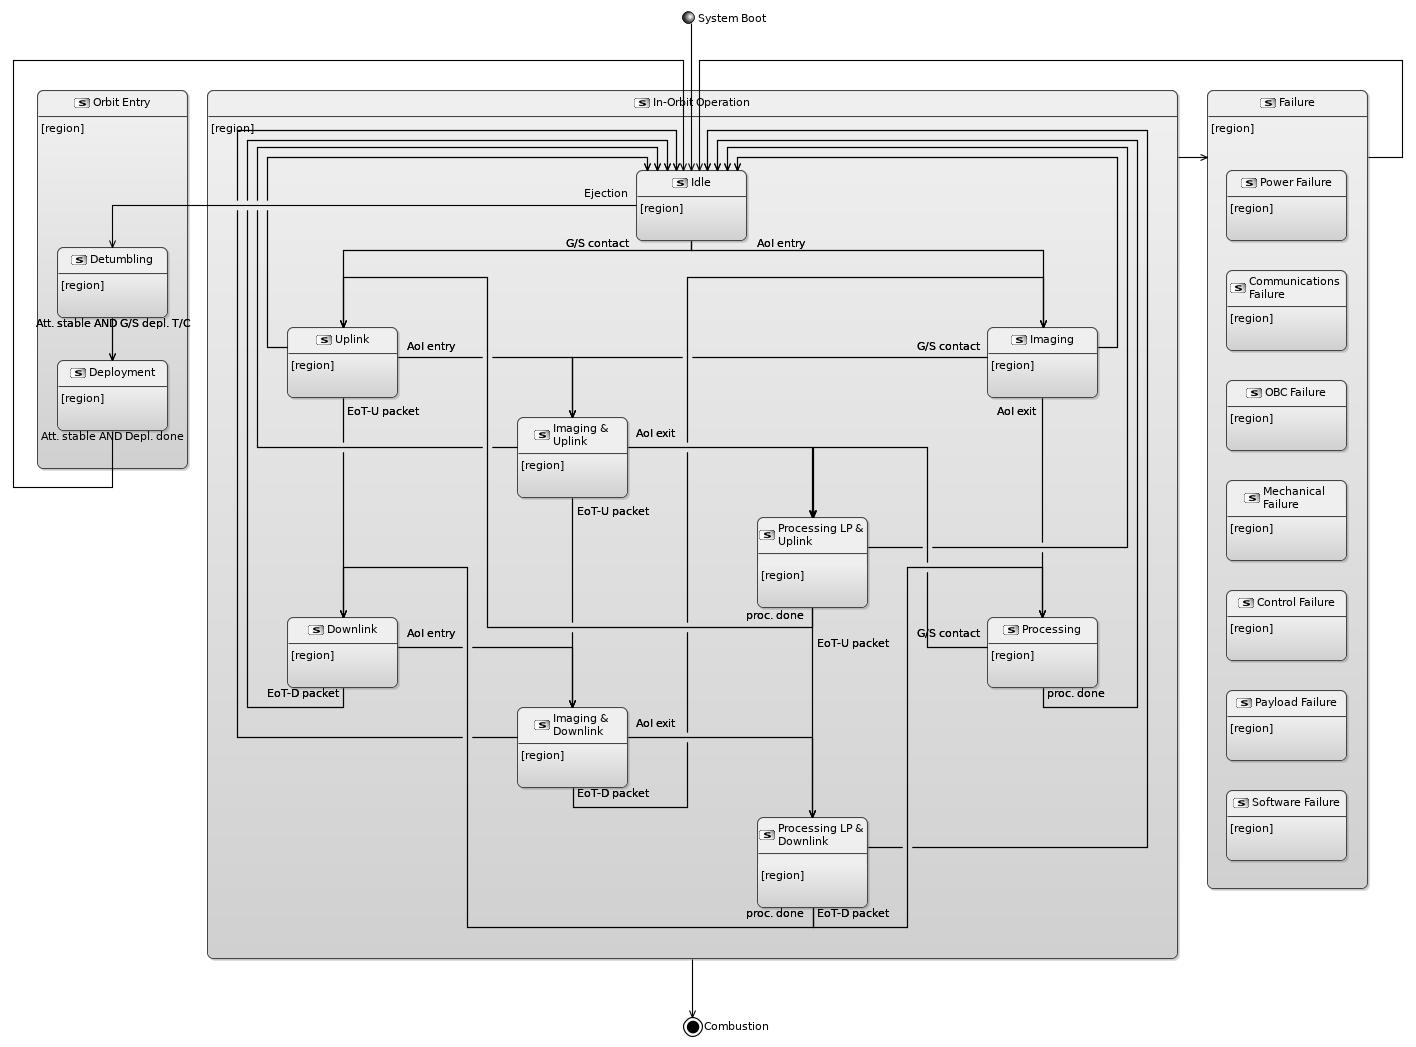 System Boot
Orbit Entry
[region]
In-Orbit Operation
[region]
Failure
[region]
Idle
[region]
Ejection
G/S contact
AoI entry
Detumbling
[region]
Att. stable AND G/S depl. T/C
Deployment
[region]
Att. stable AND Depl. done
Uplink
[region]
AoI entry
EoT-U packet
G/S contact
Imaging
[region]
AoI exit
Imaging &
Uplink
[region]
AoI exit
EoT-U packet
Processing LP &
Uplink
[region]
proc. done
EoT-U packet
Downlink
[region]
AoI entry
EoT-D packet
G/S contact
Processing
[region]
proc. done
Imaging &
Downlink
[region]
AoI exit
EoT-D packet
Processing LP &
Downlink
[region]
proc. done
EoT-D packet
Power Failure
[region]
Communications
Failure
[region]
OBC Failure
[region]
Mechanical
Failure
[region]
Control Failure
[region]
Payload Failure
[region]
Software Failure
[region]
Combustion